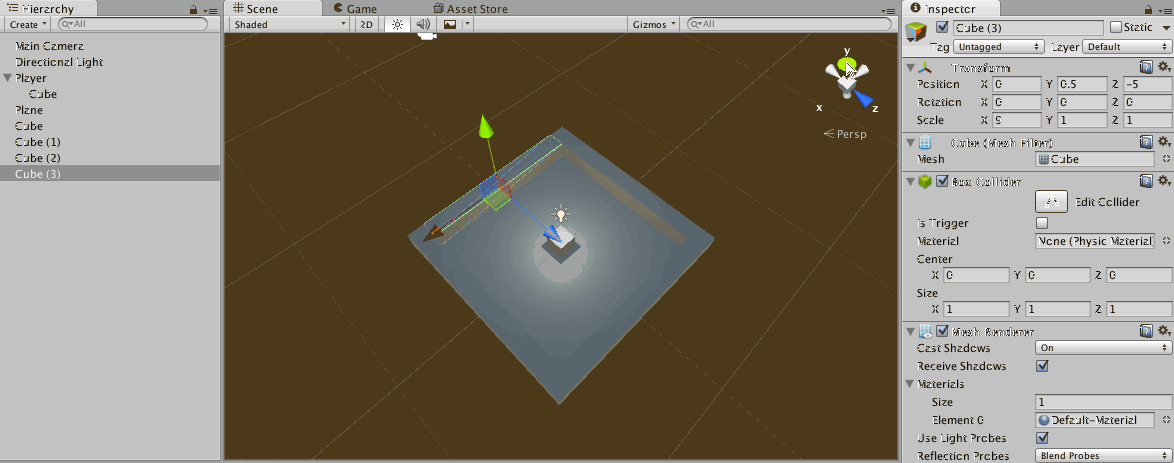 Hierarchy
Create
All
Main Camera
Directional Light
Player
Cube
Plane
Cube
Cube (1)
Cube (2)
Cube (3)
Scene
Game
Asset Store
Shaded
2D
Gizmos
All
y
x
z
Persp
Inspector
Cube (3)
Static
Tag Untagged Layer Default
Transform
Position X 0 Y 0.5 Z -5
Rotation X 0 Y 0 Z 0
Scale X 9 Y 1 Z 1
Cube (Mesh Filter)
Mesh Cube
Box Collider
Edit Collider
Is Trigger
Material None (Physic Material
Center
X 0 Y 0 Z 0
Size
X 1 Y 1 Z 1
Mesh Renderer
Cast Shadows On
Receive Shadows
Materials
Size 1
Element 0 Default-Material
Use Light Probes
Reflection Probes Blend Probes